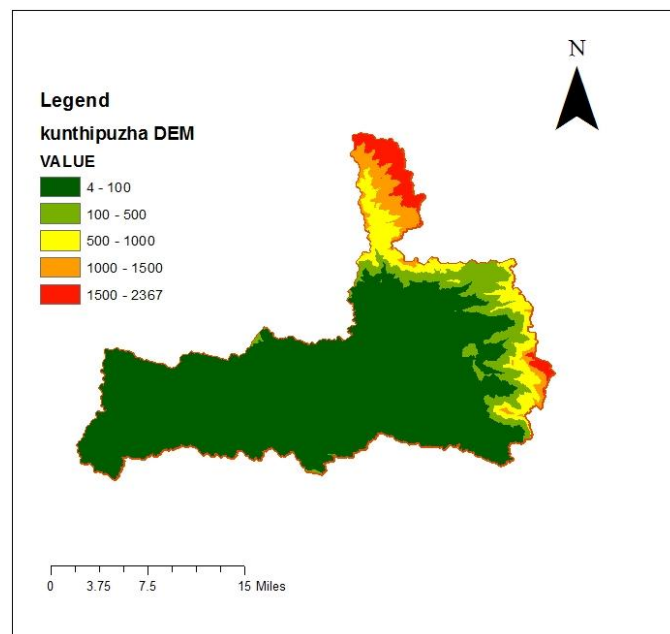 N
Legend
kunthipuzha DEM
VALUE
4 - 100
100 - 500
500 - 1000
1000 - 1500
1500 - 2367
0 3.75 7.5 15 Miles